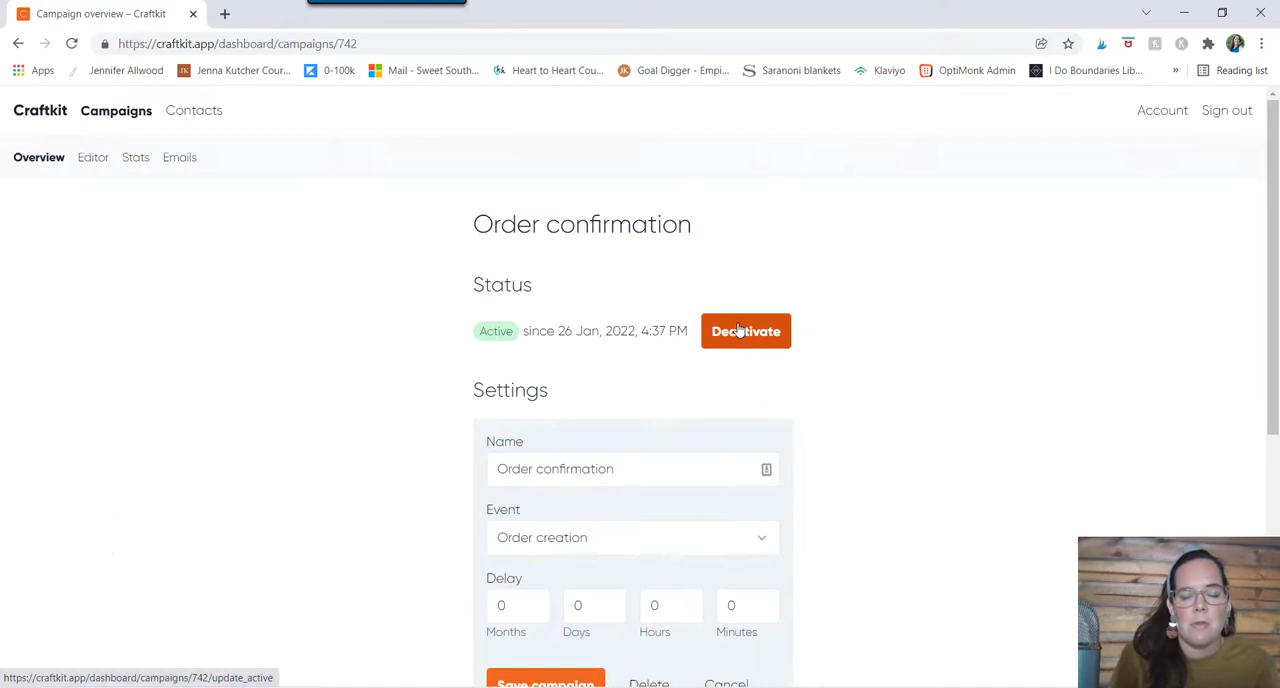 Campaign overview – Craftkit
https://craftkit.app/dashboard/campaigns/742
Apps Jennifer Allwood Jenna Kutcher Cour... 0-100k Mail - Sweet South... Heart to Heart Cou... Goal Digger - Empi... Saranoni blankets Klaviyo OptiMonk Admin I Do Boundaries Lib... » Reading list
Craftkit Campaigns Contacts Account Sign out
Overview Editor Stats Emails
Order confirmation
Status
Active since 26 Jan, 2022, 4:37 PM Deactivate
Settings
Name
Order confirmation
Event
Order creation
Delay
0 0 0 0
Months Days Hours Minutes
Save campaign Delete Cancel
https://craftkit.app/dashboard/campaigns/742/update_active